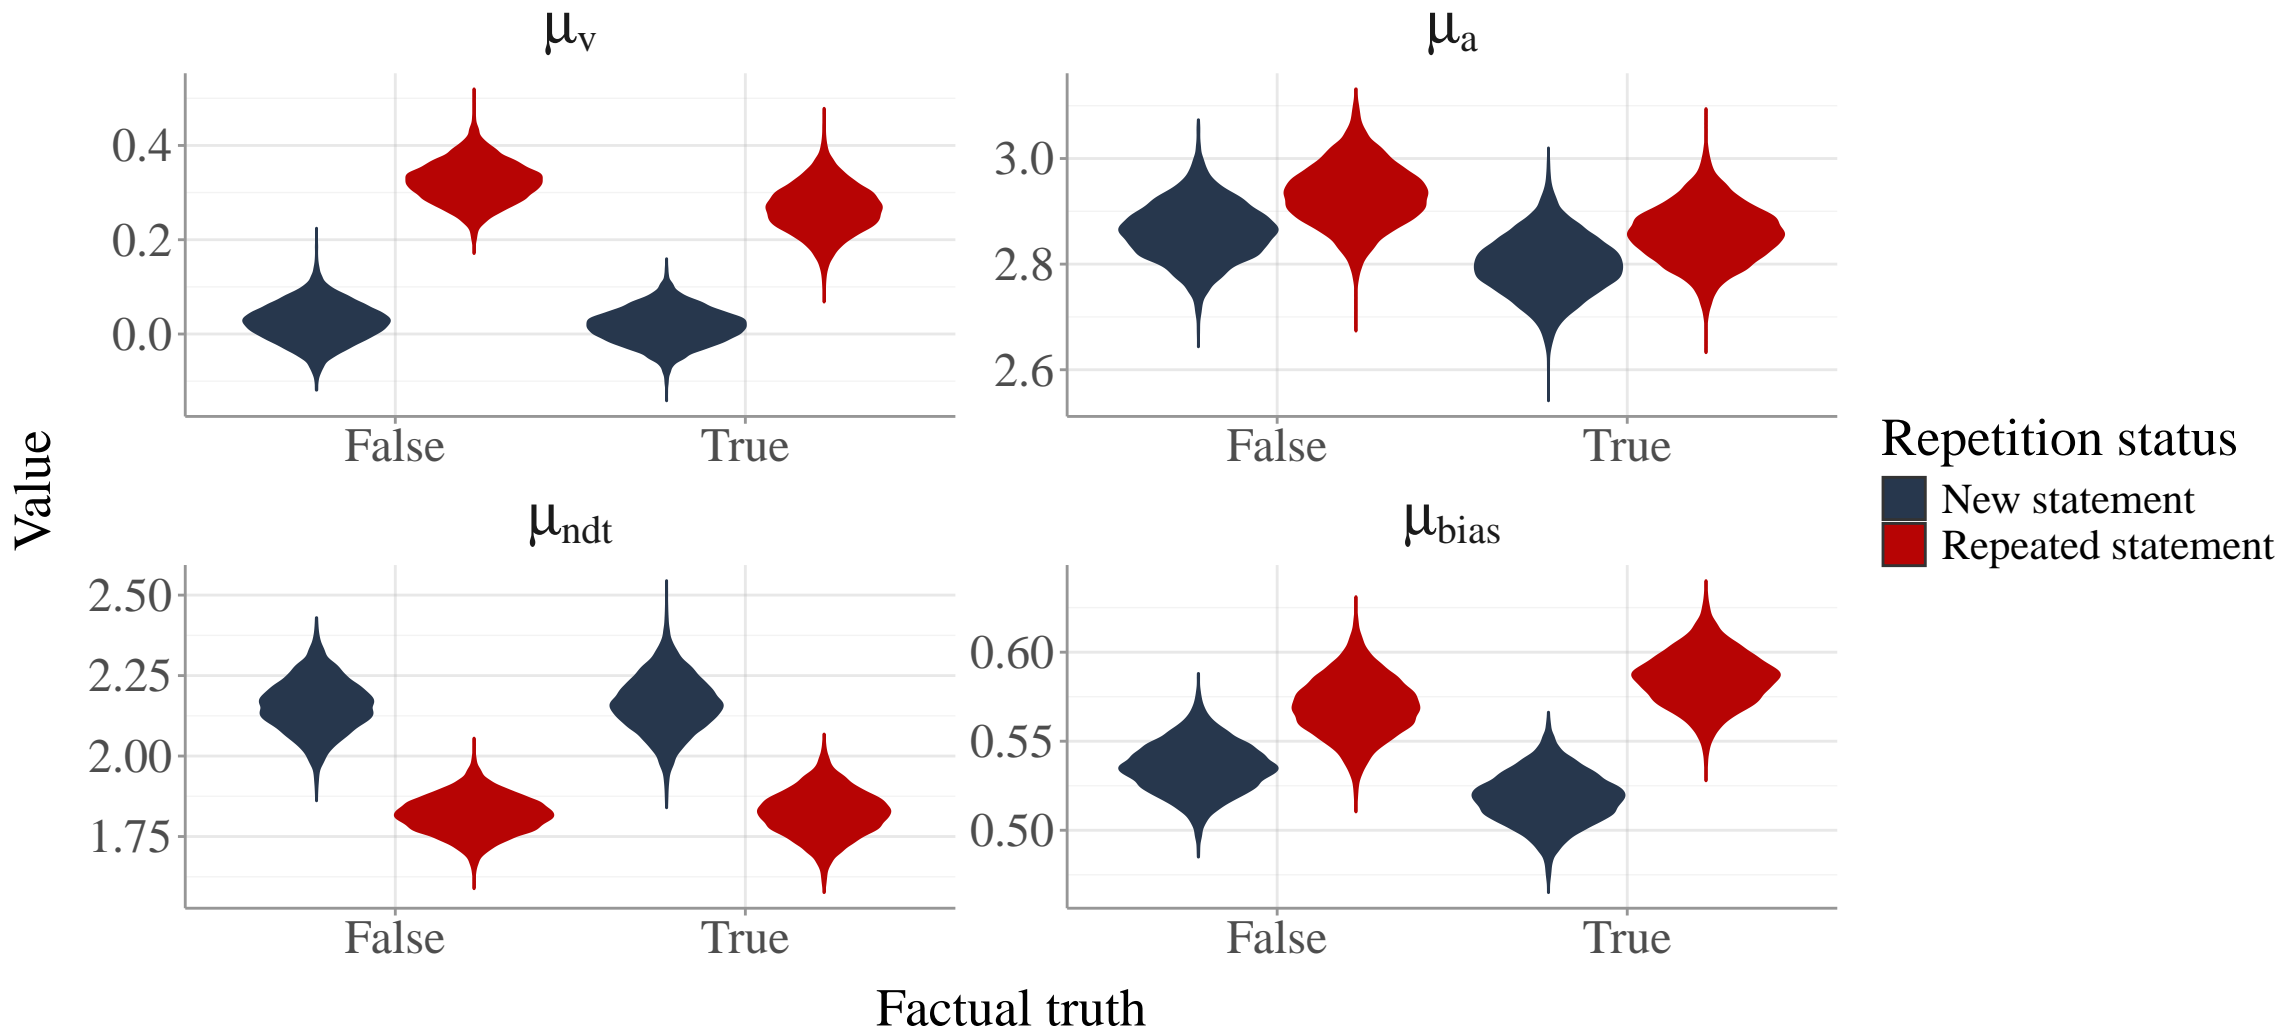 μv
μa
0.4
0.2
0.0
False
True
3.0
2.8
2.6
False
True
Value
Repetition status
New statement
Repeated statement
μndt
μbias
2.50
2.25
2.00
1.75
False
True
0.60
0.55
0.50
False
True
Factual truth